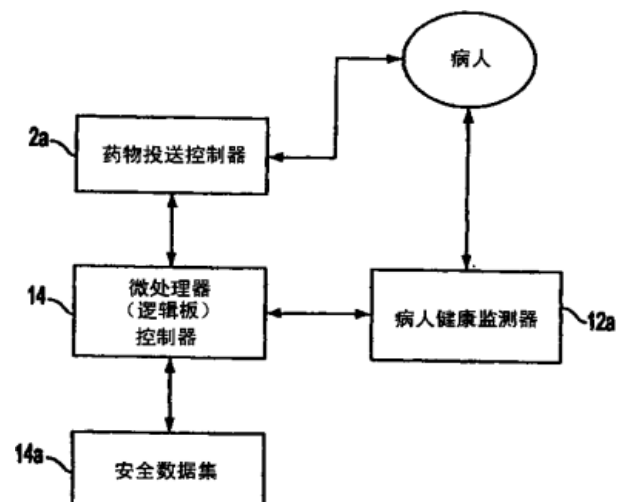 病人
2a
药物投送控制器
14
微处理器
（逻辑板）
控制器
病人健康监测器
12a
14a
安全数据集